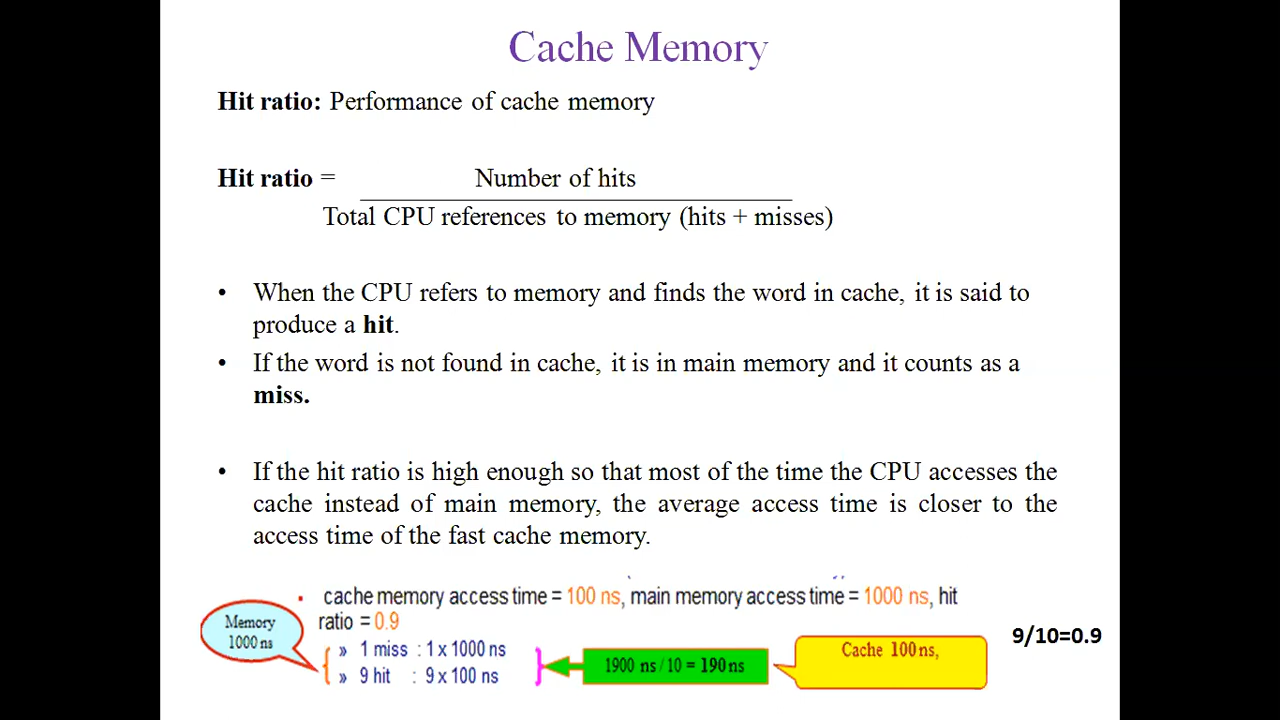 Cache Memory
Hit ratio: Performance of cache memory
Hit ratio = Number of hits
Total CPU references to memory (hits + misses)
• When the CPU refers to memory and finds the word in cache, it is said to
produce a hit.
• If the word is not found in cache, it is in main memory and it counts as a
miss.
• If the hit ratio is high enough so that most of the time the CPU accesses the
cache instead of main memory, the average access time is closer to the
access time of the fast cache memory.
cache memory access time = 100 ns, main memory access time = 1000 ns, hit
ratio = 0.9
Memory
1000 ns
» 1 miss : 1 x 1000 ns
» 9 hit : 9 x 100 ns
1900 ns / 10 = 190 ns
Cache 100 ns,
9/10=0.9